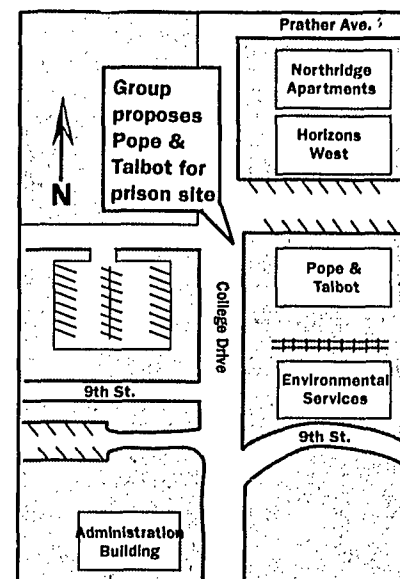 Prather Ave.
Northridge
Apartments
Horizons
West
Group
proposes
Pope &
Talbot for
prison site
N
Pope &
Talbot
College Drive
Environmental
Services
9th St.
9th St.
Administration
Building